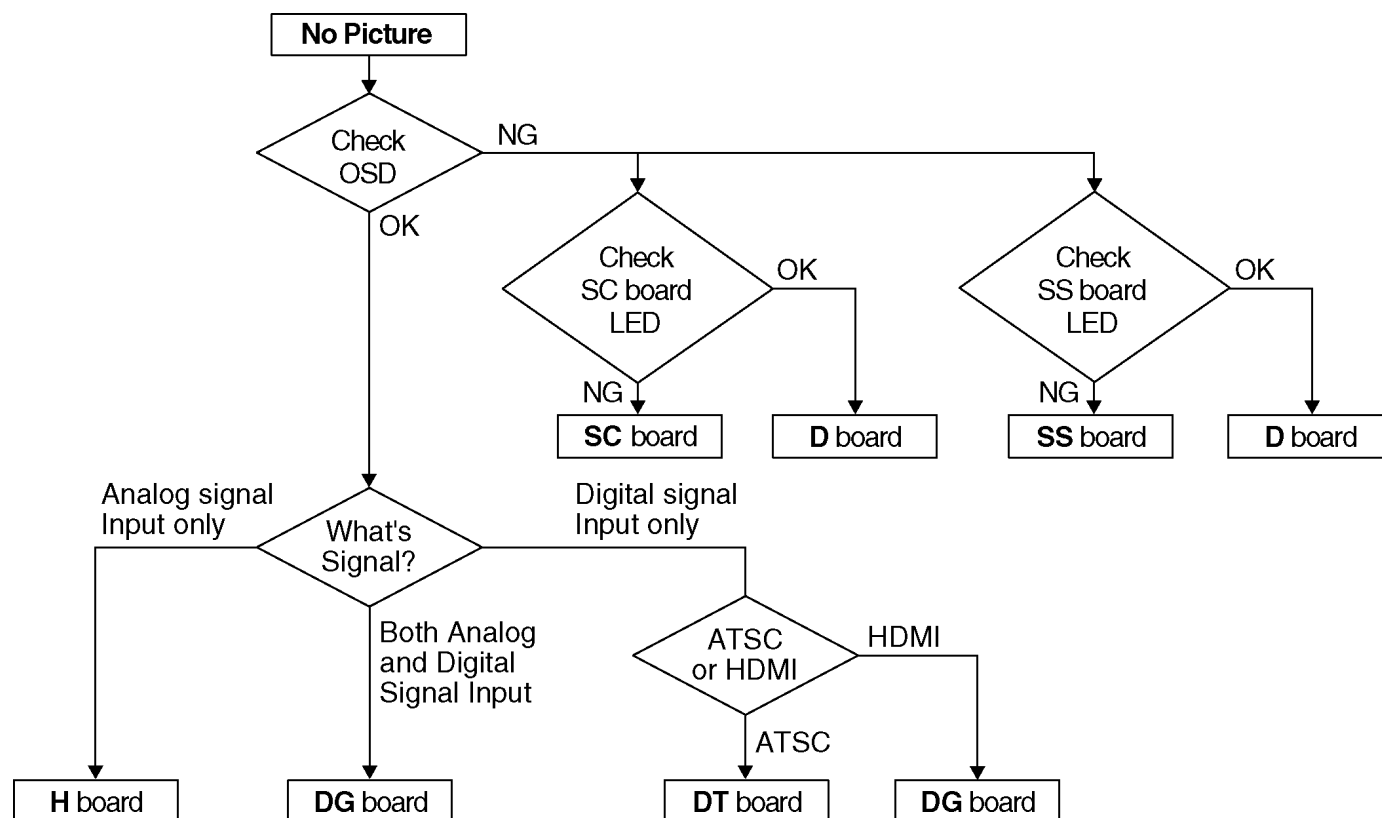 No Picture
Check
OSD
NG
OK
Check
SC board
LED
OK
NG
SC board
D board
Check
SS board
LED
OK
NG
SS board
D board
Analog signal
Input only
What's
Signal?
Digital signal
Input only
Both Analog
and Digital
Signal Input
ATSC
or HDMI
HDMI
ATSC
H board
DG board
DT board
DG board